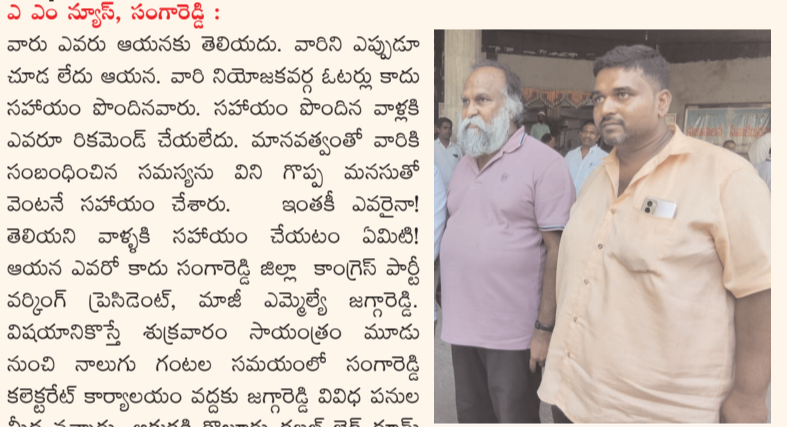 ఎ ఎం న్యూస్, సంగారెడ్డి :
వారు ఎవరు ఆయనకు తెలియదు. వారిని ఎప్పుడూ
చూడ లేదు ఆయన. వారి నియోజకవర్గ ఓటర్లు కాదు
సహాయం పొందినవారు. సహాయం పొందిన వాళ్లకి
ఎవరూ రికమెండ్ చేయలేదు. మానవత్వంతో వారికి
సంబంధించిన సమస్యను విని గొప్ప మనసుతో
వెంటనే సహాయం చేశారు. ఇంతకీ ఎవరైనా!
తెలియని వాళ్ళకి సహాయం చేయటం ఏమిటి!
ఆయన ఎవరో కాదు సంగారెడ్డి జిల్లా కాంగ్రెస్ పార్టీ
వర్కింగ్ ప్రెసిడెంట్, మాజీ ఎమ్మెల్యే జగ్గారెడ్డి.
విషయానికొస్తే శుక్రవారం సాయంత్రం మూడు
నుంచి నాలుగు గంటల సమయంలో సంగారెడ్డి
కలెక్టరేట్ కార్యాలయం వద్దకు జగ్గారెడ్డి వివిధ పనుల